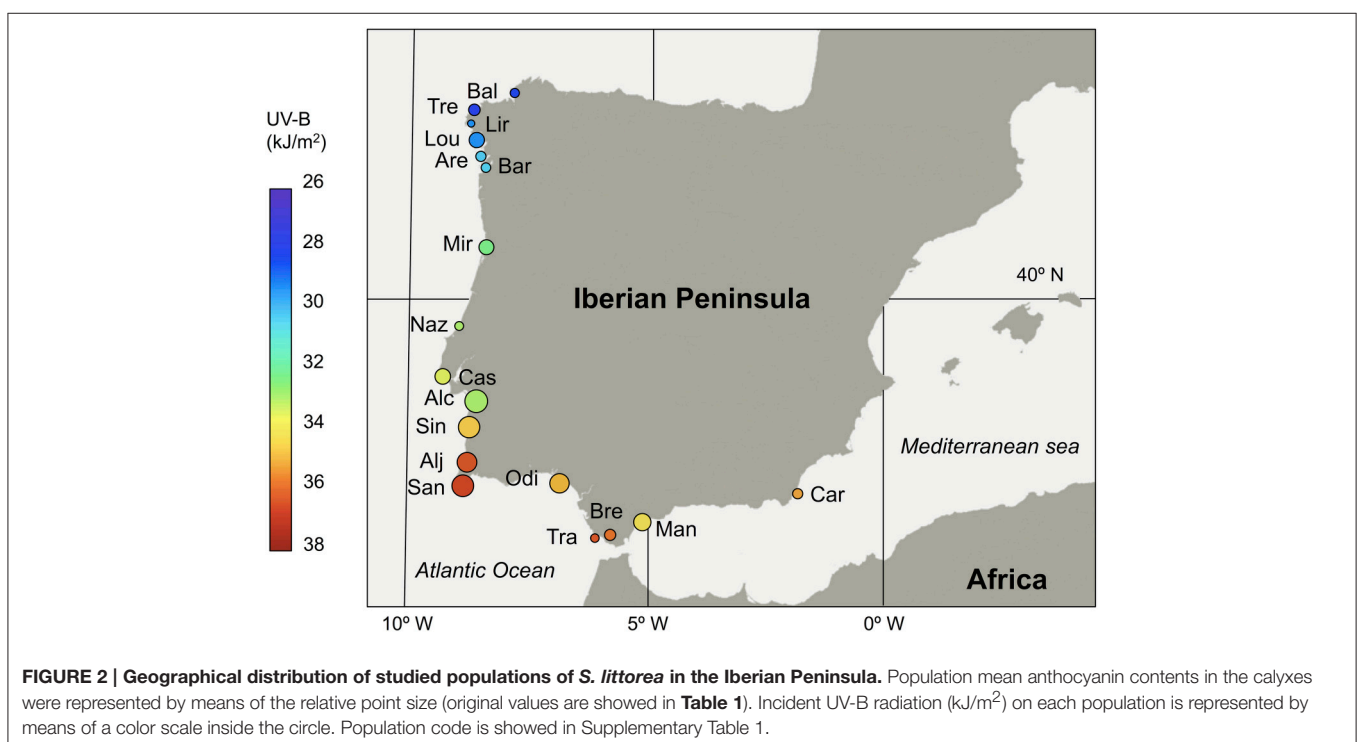 UV-B
(kJ/m²)
26
28
30
32
34
36
38
Bal
Tre
Lir
Lou
Are
Bar
Mir
40º N
Iberian Peninsula
Naz
Cas
Alc
Sin
Mediterranean sea
Alj
San
Odi
Car
Bre
Man
Tra
Atlantic Ocean
Africa
10º W
5º W
0º W
FIGURE 2 | Geographical distribution of studied populations of S. littorea in the Iberian Peninsula. Population mean anthocyanin contents in the calyxes
were represented by means of the relative point size (original values are showed in Table 1). Incident UV-B radiation (kJ/m²) on each population is represented by
means of a color scale inside the circle. Population code is showed in Supplementary Table 1.